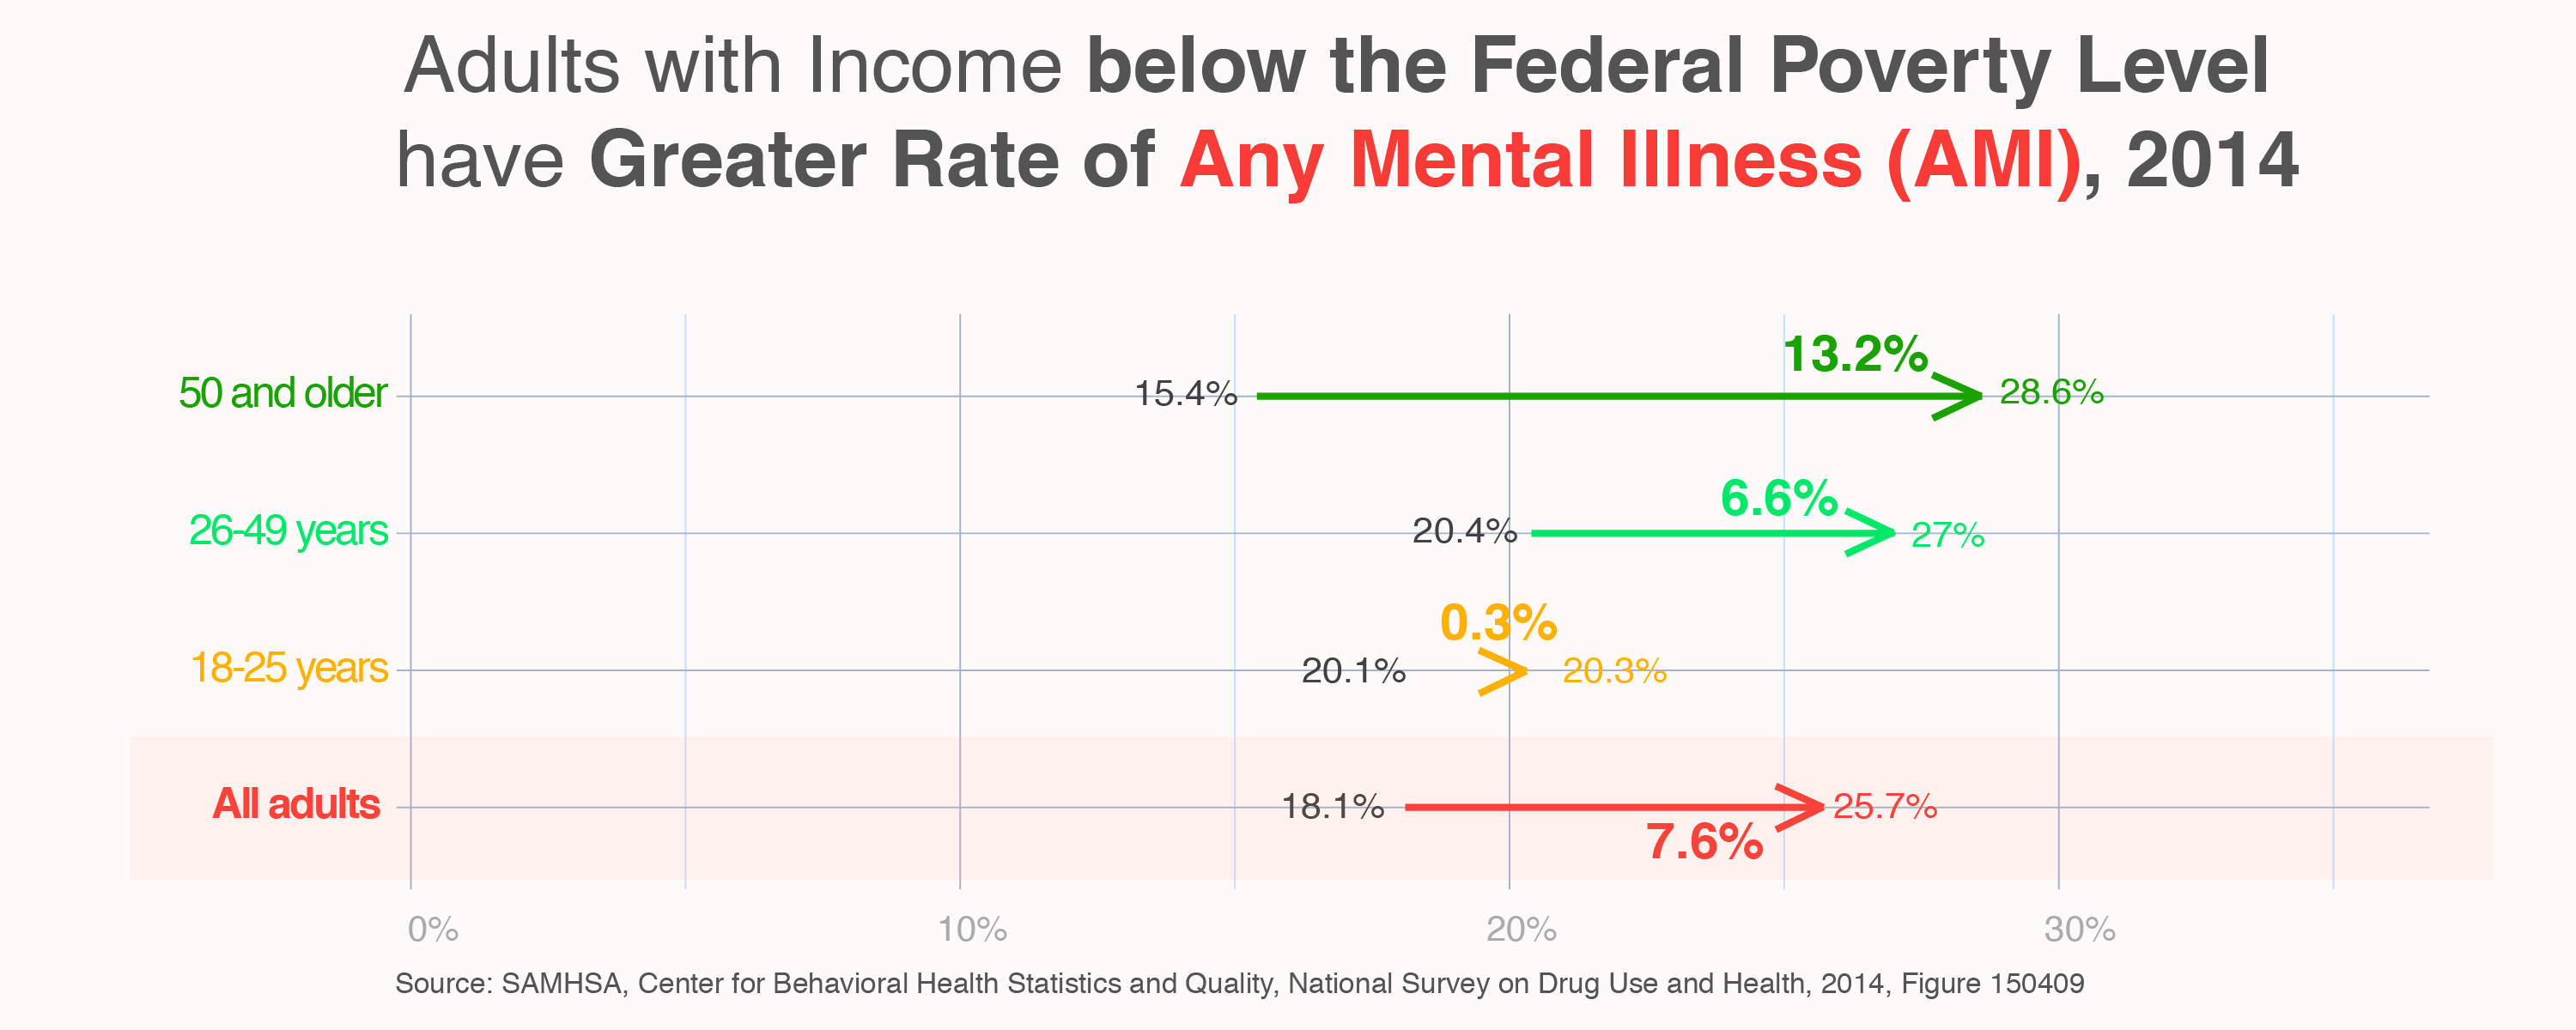 Adults with Income below the Federal Poverty Level
have Greater Rate of Any Mental Illness (AMI), 2014
13.2%
50 and older 15.4% 28.6%
6.6%
26-49 years 20.4% 27%
0.3%
18-25 years 20.1% 20.3%
All adults 18.1% 25.7%
7.6%
0% 10% 20% 30%
Source: SAMHSA, Center for Behavioral Health Statistics and Quality, National Survey on Drug Use and Health, 2014, Figure 150409